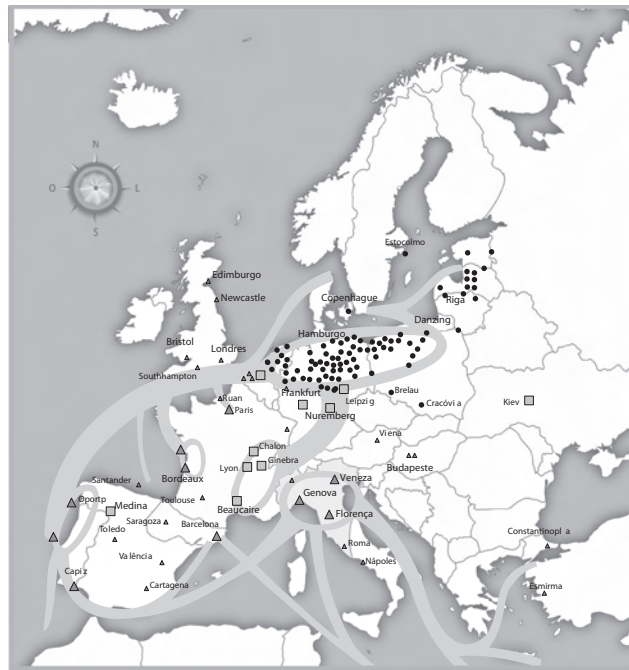 N
O
L
S
Estocolmo
Edimburgo
Newcastle
Copenhague
Riga
Danzing
Hamburgo
Bristol
Londres
Southhampton
Ruan
Paris
Frankfurt
Leipzig
Nuremberg
Brelau
Cracóvia
Kiev
Chalon
Ginebra
Lyon
Viena
Budapeste
Bordeaux
Santander
Toulouse
Beaucaire
Veneza
Genova
Florença
Oportp
Medina
Toledo
Saragoza
Barcelona
Roma
Nápoles
Valência
Capiz
Cartagena
Constantinopla
Esmirma